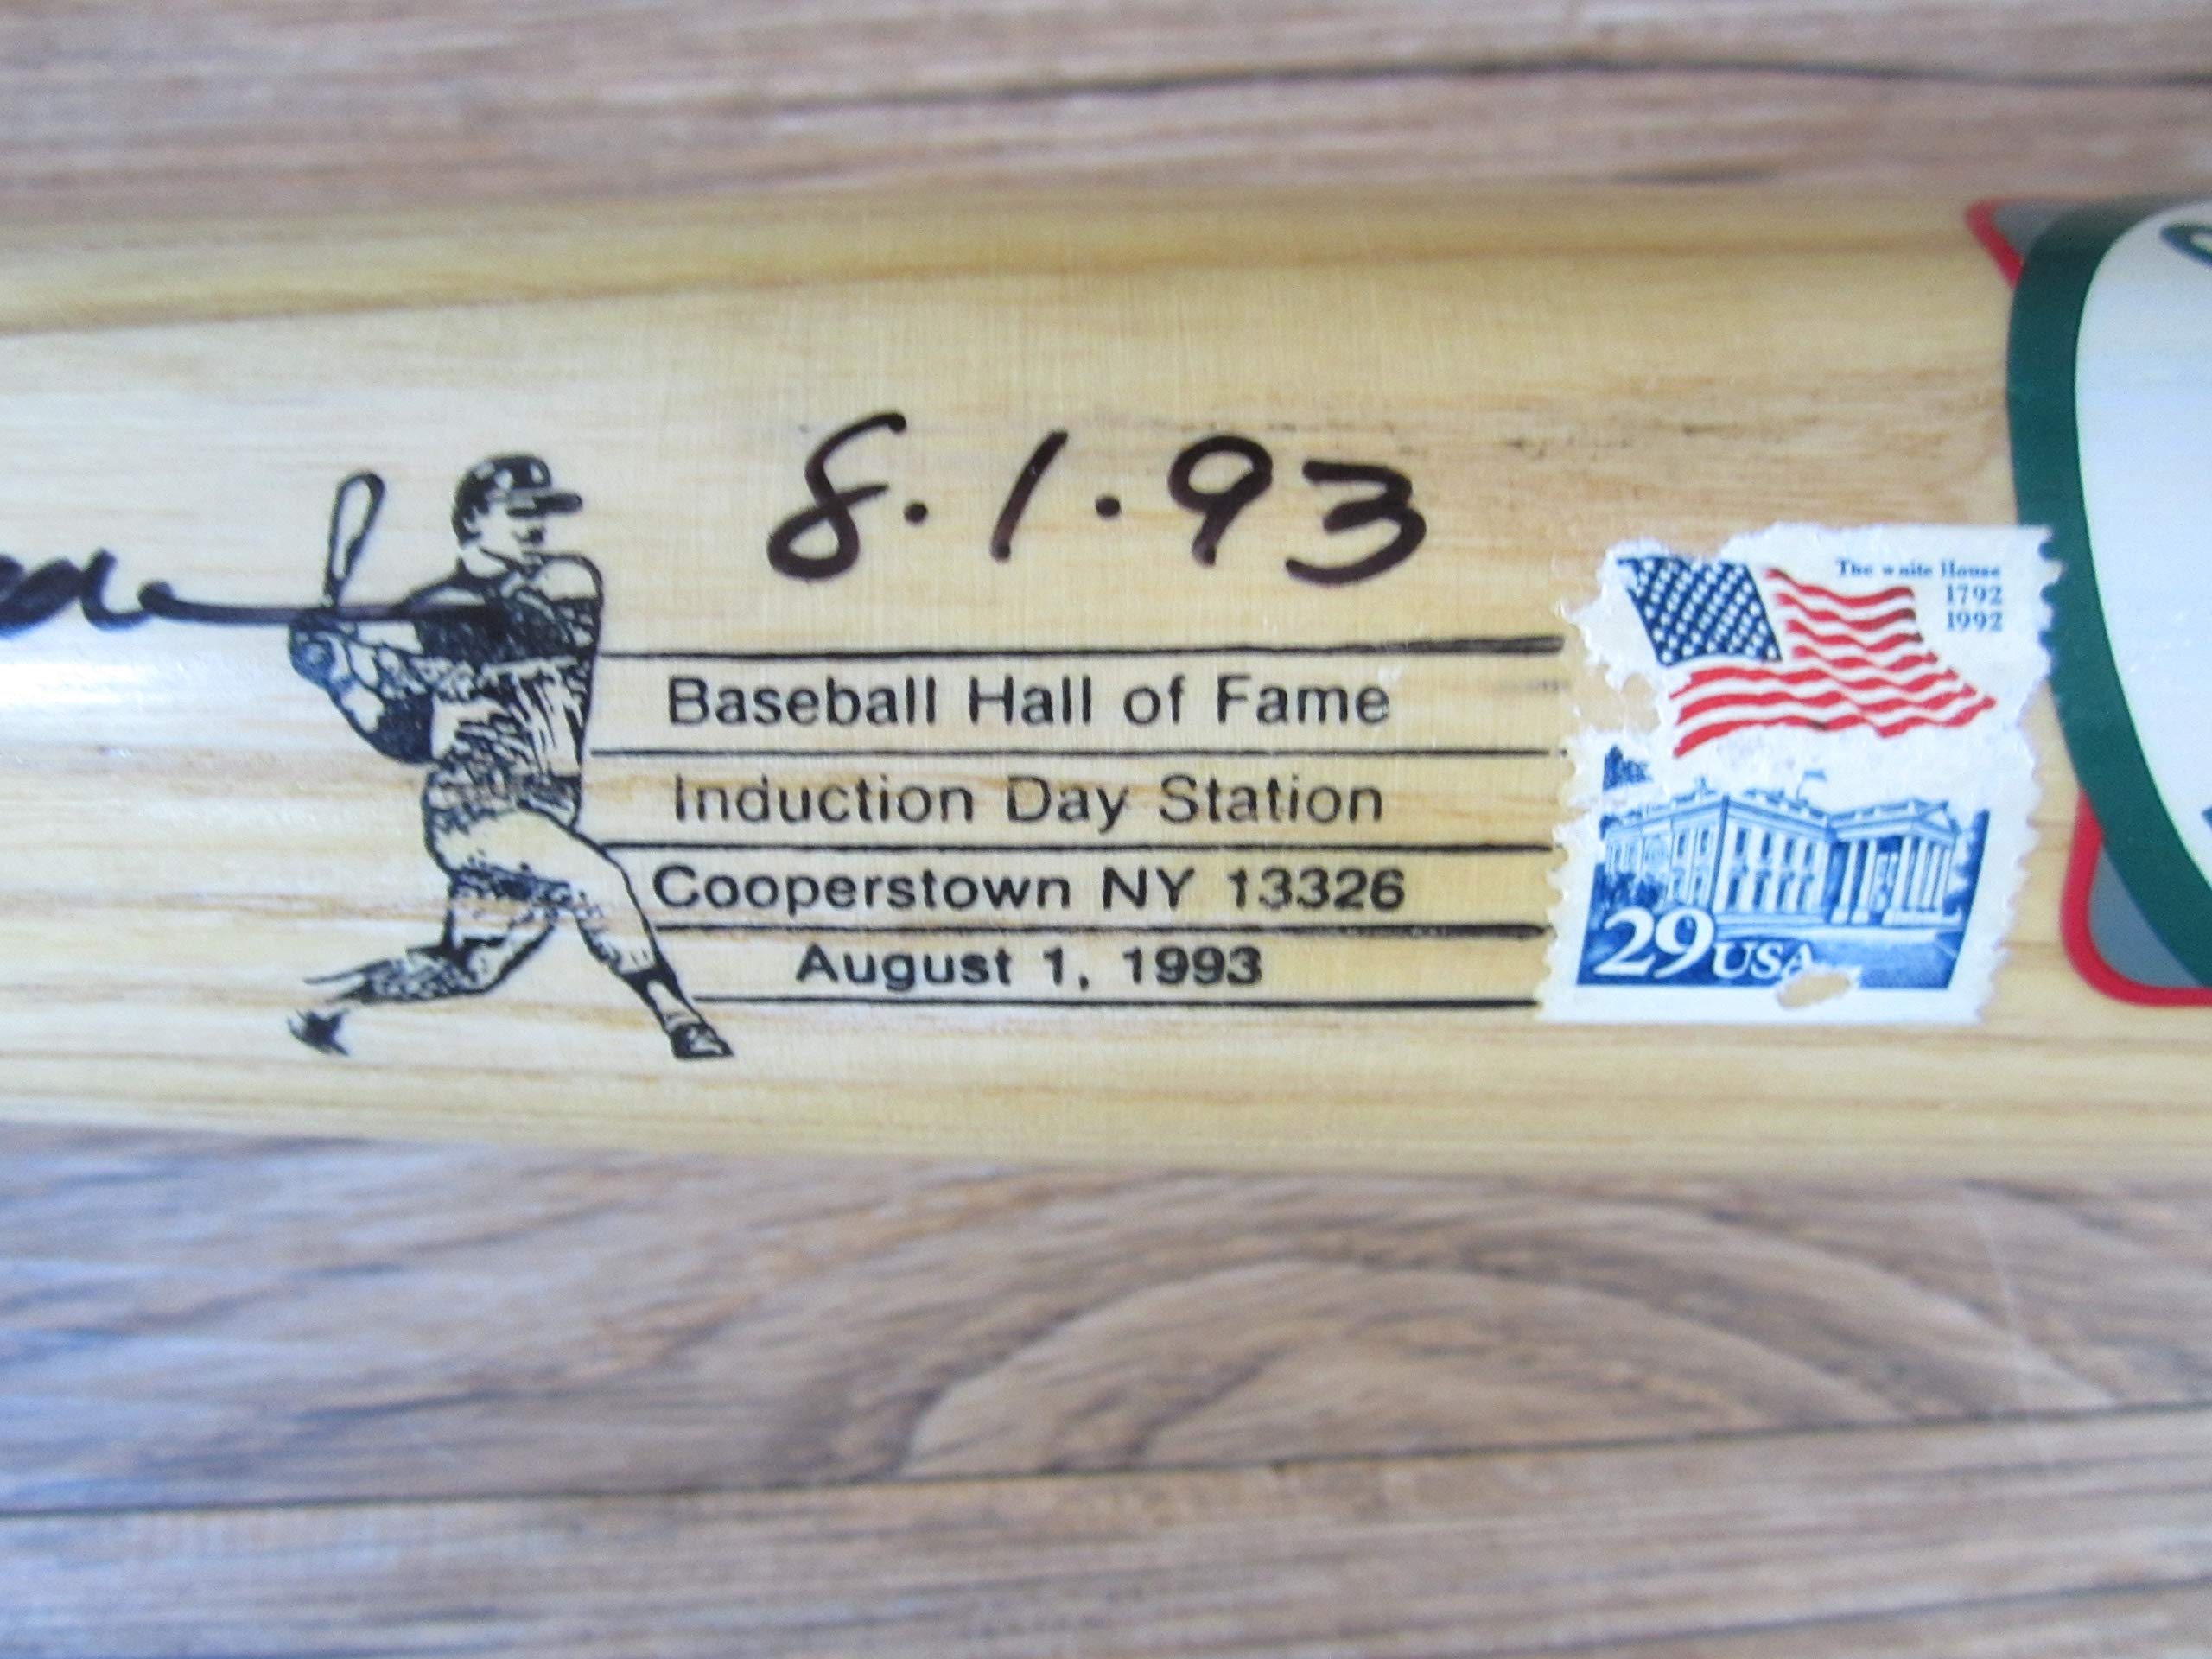 8.1.93
The White House
1792
1992
Baseball Hall of Fame
Induction Day Station
Cooperstown NY 13326
August 1, 1993
29 USA